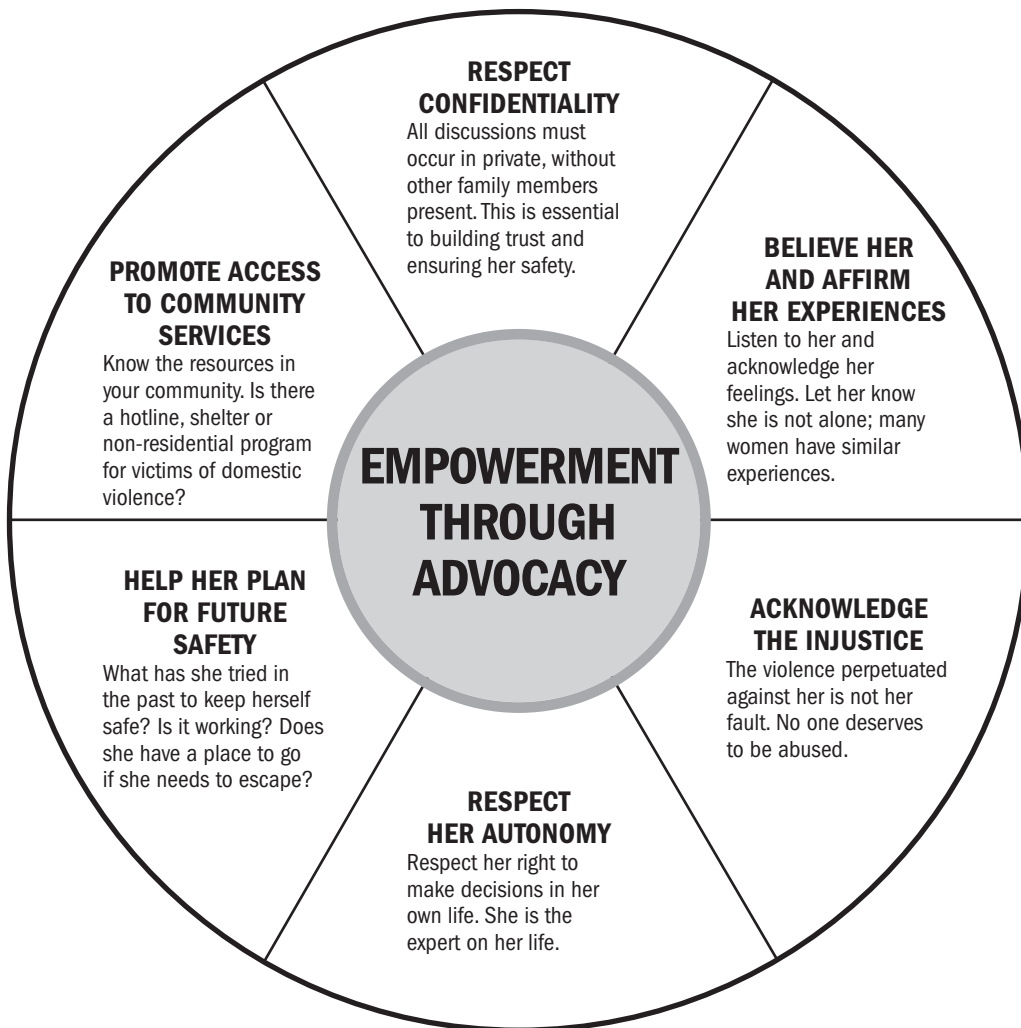 RESPECT
CONFIDENTIALITY
All discussions must
occur in private, without
other family members
present. This is essential
to building trust and
ensuring her safety.
BELIEVE HER
AND AFFIRM
HER EXPERIENCES
Listen to her and
acknowledge her
feelings. Let her know
she is not alone; many
women have similar
experiences.
ACKNOWLEDGE
THE INJUSTICE
The violence perpetuated
against her is not her
fault. No one deserves
to be abused.
RESPECT
HER AUTONOMY
Respect her right to
make decisions in her
own life. She is the
expert on her life.
HELP HER PLAN
FOR FUTURE
SAFETY
What has she tried in
the past to keep herself
safe? Is it working? Does
she have a place to go
if she needs to escape?
PROMOTE ACCESS
TO COMMUNITY
SERVICES
Know the resources in
your community. Is there
a hotline, shelter or
non-residential program
for victims of domestic
violence?
EMPOWERMENT
THROUGH
ADVOCACY